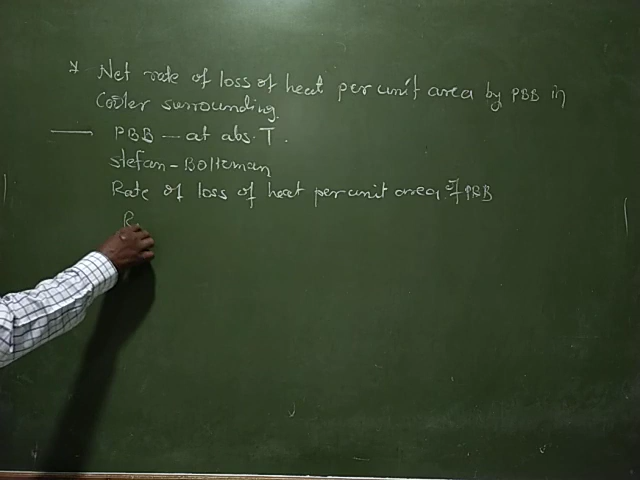 * Net rate of loss of heat per unit area by PBB in
Cooler surrounding.
— PBB — at abs. T.
Stefan-Boltzman
Rate of loss of heat per unit area of PBB
R